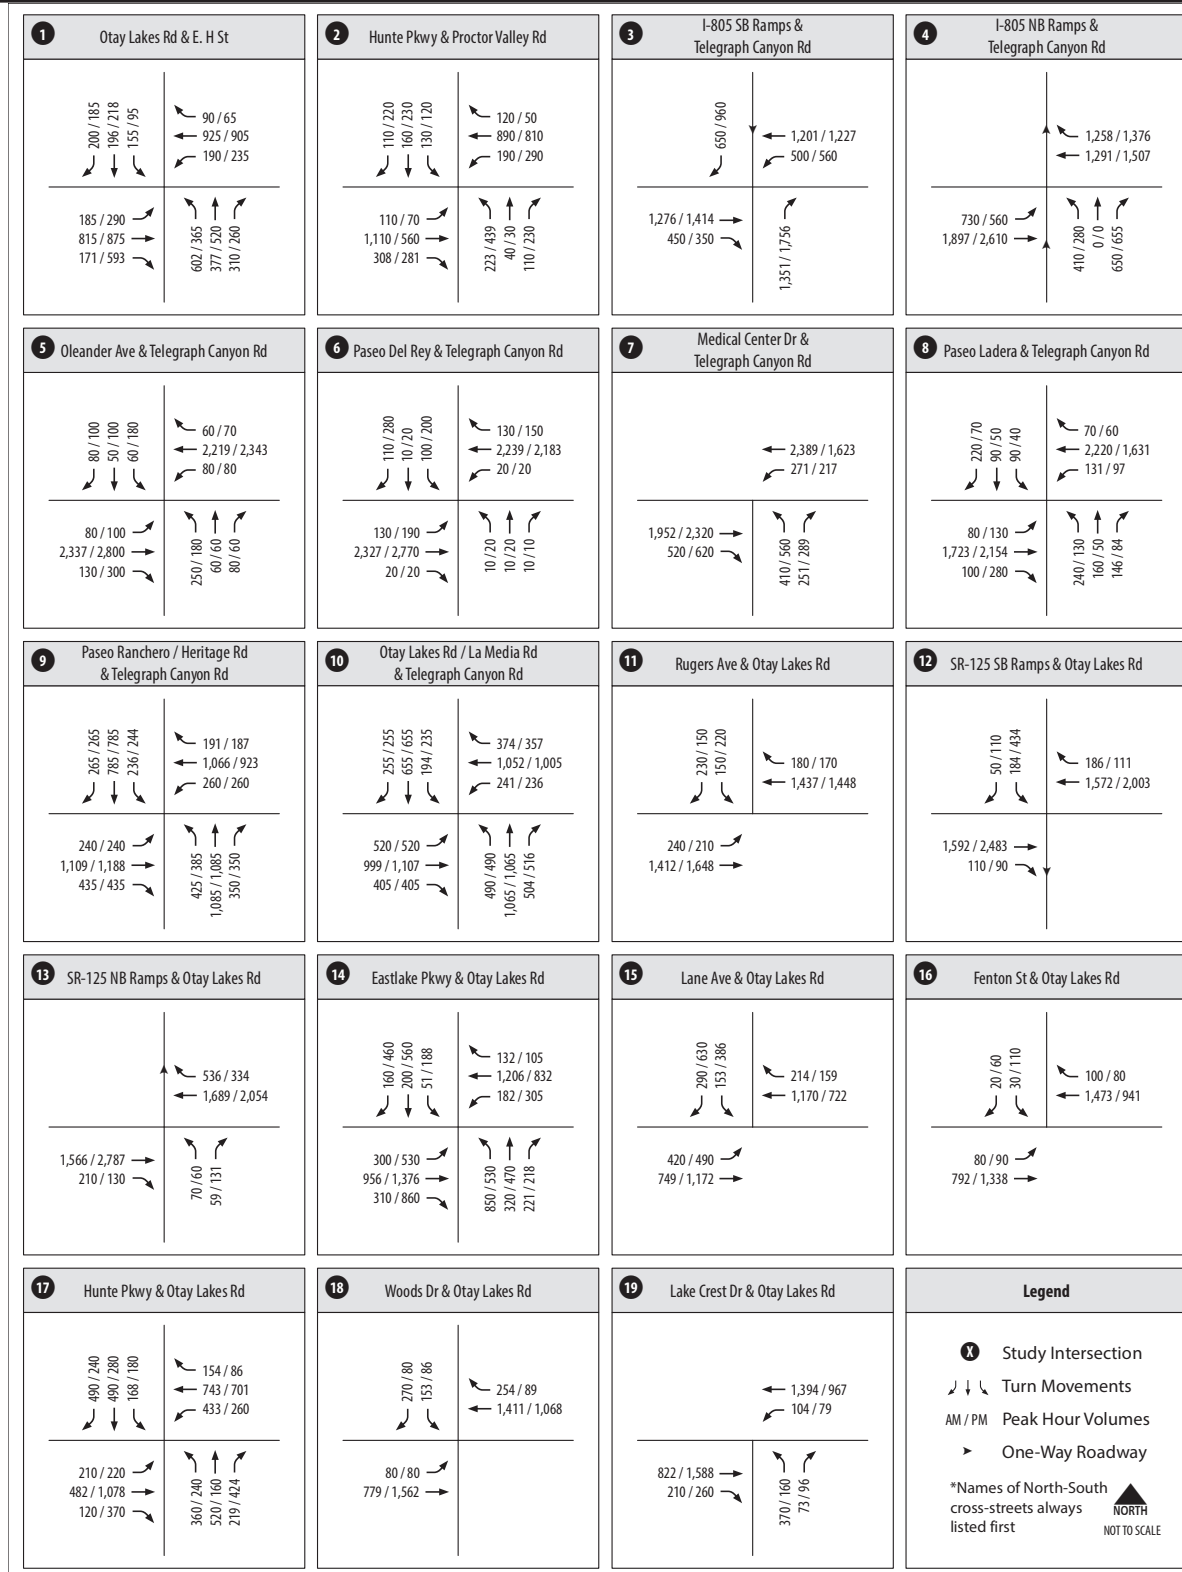 1
Otay Lakes Rd & E. H St
200 / 185
196 / 218
155 / 95
90 / 65
925 / 905
190 / 235
185 / 290
815 / 875
171 / 593
602 / 365
377 / 520
310 / 260
2
Hunte Pkwy & Proctor Valley Rd
110 / 220
160 / 230
130 / 120
120 / 50
890 / 810
190 / 290
110 / 70
1,110 / 560
308 / 281
223 / 439
40 / 30
110 / 230
3
I-805 SB Ramps &
Telegraph Canyon Rd
650 / 960
1,201 / 1,227
500 / 560
1,276 / 1,414
450 / 350
1,351 / 1,756
4
I-805 NB Ramps &
Telegraph Canyon Rd
1,258 / 1,376
1,291 / 1,507
730 / 560
1,897 / 2,610
410 / 280
0 / 0
650 / 655
5
Oleander Ave & Telegraph Canyon Rd
80 / 100
50 / 100
60 / 180
60 / 70
2,219 / 2,343
80 / 80
80 / 100
2,337 / 2,800
130 / 300
250 / 180
60 / 60
80 / 60
6
Paseo Del Rey & Telegraph Canyon Rd
110 / 280
10 / 20
100 / 200
130 / 150
2,239 / 2,183
20 / 20
130 / 190
2,327 / 2,770
20 / 20
10 / 20
10 / 20
10 / 10
7
Medical Center Dr &
Telegraph Canyon Rd
2,389 / 1,623
271 / 217
1,952 / 2,320
520 / 620
410 / 560
251 / 289
8
Paseo Ladera & Telegraph Canyon Rd
220 / 70
90 / 50
90 / 40
70 / 60
2,220 / 1,631
131 / 97
80 / 130
1,723 / 2,154
100 / 280
240 / 130
160 / 50
146 / 84
9
Paseo Ranchero / Heritage Rd
& Telegraph Canyon Rd
265 / 265
785 / 785
236 / 244
191 / 187
1,066 / 923
260 / 260
240 / 240
1,109 / 1,188
435 / 435
425 / 385
1,085 / 1,085
350 / 350
10
Otay Lakes Rd / La Media Rd
& Telegraph Canyon Rd
255 / 255
655 / 655
194 / 235
374 / 357
1,052 / 1,005
241 / 236
520 / 520
999 / 1,107
405 / 405
490 / 490
1,065 / 1,065
504 / 516
11
Rugers Ave & Otay Lakes Rd
230 / 150
150 / 220
180 / 170
1,437 / 1,448
240 / 210
1,412 / 1,648
12
SR-125 SB Ramps & Otay Lakes Rd
50 / 110
184 / 434
186 / 111
1,572 / 2,003
1,592 / 2,483
110 / 90
13
SR-125 NB Ramps & Otay Lakes Rd
536 / 334
1,689 / 2,054
1,566 / 2,787
210 / 130
70 / 60
59 / 131
14
Eastlake Pkwy & Otay Lakes Rd
160 / 460
200 / 560
51 / 188
132 / 105
1,206 / 832
182 / 305
300 / 530
956 / 1,376
310 / 860
850 / 530
320 / 470
221 / 218
15
Lane Ave & Otay Lakes Rd
290 / 630
153 / 386
214 / 159
1,170 / 722
420 / 490
749 / 1,172
16
Fenton St & Otay Lakes Rd
20 / 60
30 / 110
100 / 80
1,473 / 941
80 / 90
792 / 1,338
17
Hunte Pkwy & Otay Lakes Rd
490 / 240
490 / 280
168 / 180
154 / 86
743 / 701
433 / 260
210 / 220
482 / 1,078
120 / 370
360 / 240
520 / 160
219 / 424
18
Woods Dr & Otay Lakes Rd
270 / 80
153 / 86
254 / 89
1,411 / 1,068
80 / 80
779 / 1,562
19
Lake Crest Dr & Otay Lakes Rd
1,394 / 967
104 / 79
822 / 1,588
210 / 260
370 / 160
73 / 96
Legend
X Study Intersection
Turn Movements
AM / PM Peak Hour Volumes
One-Way Roadway
*Names of North-South
cross-streets always
listed first
NORTH
NOT TO SCALE